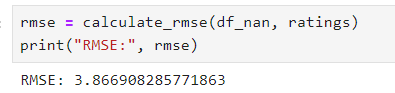 rmse = calculate_rmse(df_nan, ratings)
print("RMSE:", rmse)
RMSE: 3.866908285771863